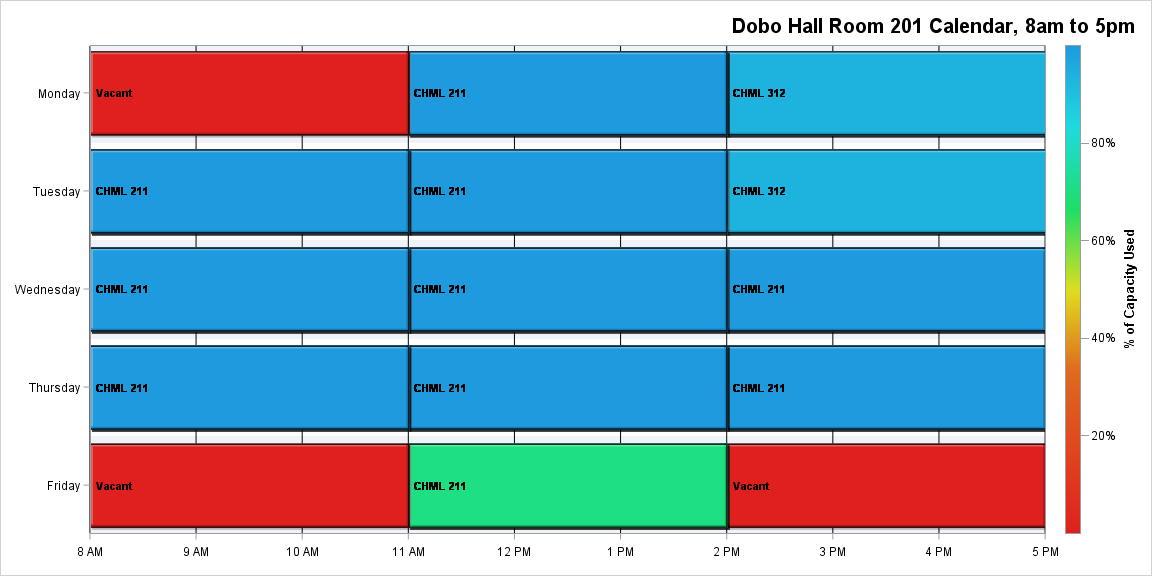 Dobo Hall Room 201 Calendar, 8am to 5pm
Monday
Vacant
CHML 211
CHML 312
Tuesday
CHML 211
CHML 211
CHML 312
Wednesday
CHML 211
CHML 211
CHML 211
Thursday
CHML 211
CHML 211
CHML 211
Friday
Vacant
CHML 211
Vacant
8 AM
9 AM
10 AM
11 AM
12 PM
1 PM
2 PM
3 PM
4 PM
5 PM
80%
60%
40%
20%
% of Capacity Used